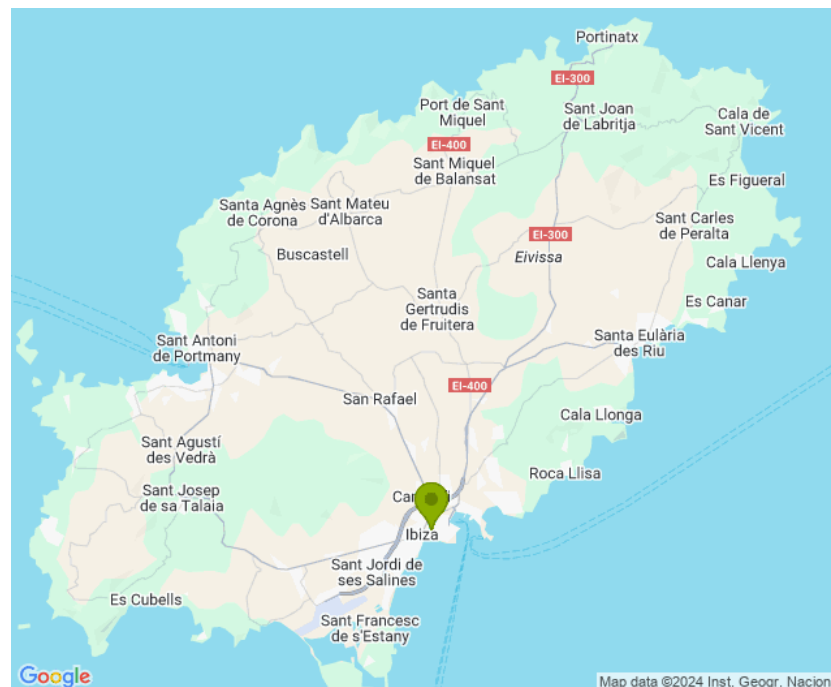 Portinatx
EI-300
Port de Sant
Miquel
Sant Joan
de Labritja
Cala de
Sant Vicent
EI-400
Sant Miquel
de Balansat
Es Figueral
Santa Agnès
de Corona
Sant Mateu
d'Albarca
Sant Carles
de Peralta
EI-300
Buscastell
Eivissa
Cala Llenya
Santa
Gertrudis
de Fruitera
Es Canar
Sant Antoni
de Portmany
Santa Eulària
des Riu
EI-400
San Rafael
Cala Llonga
Sant Agustí
des Vedrà
Roca Llisa
Sant Josep
de sa Talaia
Ibiza
Sant Jordi de
ses Salines
Es Cubells
Sant Francesc
de s'Estany
Google
Map data ©2024 Inst. Geogr. Nacion